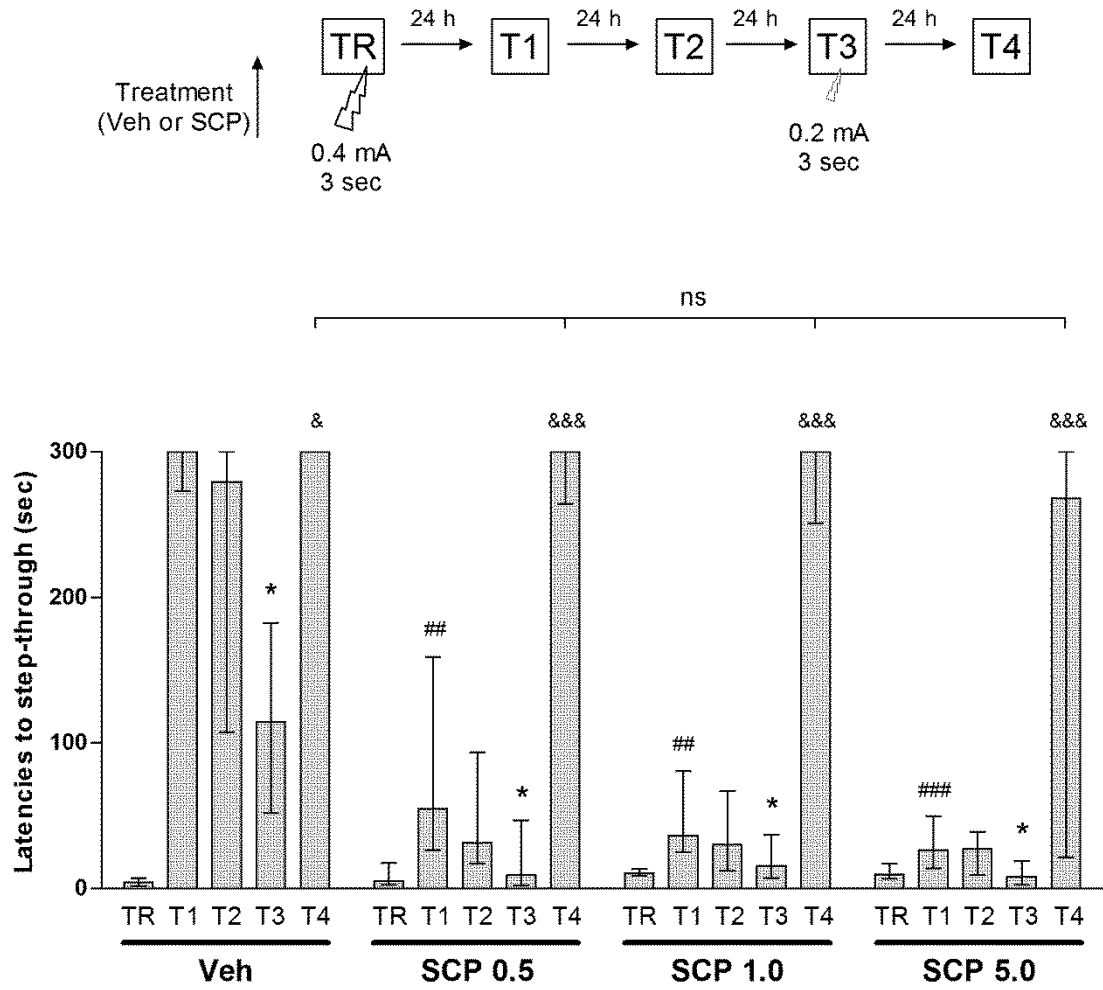 24 h 24 h 24 h 24 h
TR T1 T2 T3 T4
Treatment
(Veh or SCP)
0.4 mA
3 sec
0.2 mA
3 sec
ns
& &&& &&& &&&
Latencies to step-through (sec)
300
200
100
0
* ## * ## * ### *
TR T1 T2 T3 T4 TR T1 T2 T3 T4 TR T1 T2 T3 T4 TR T1 T2 T3 T4
Veh SCP 0.5 SCP 1.0 SCP 5.0